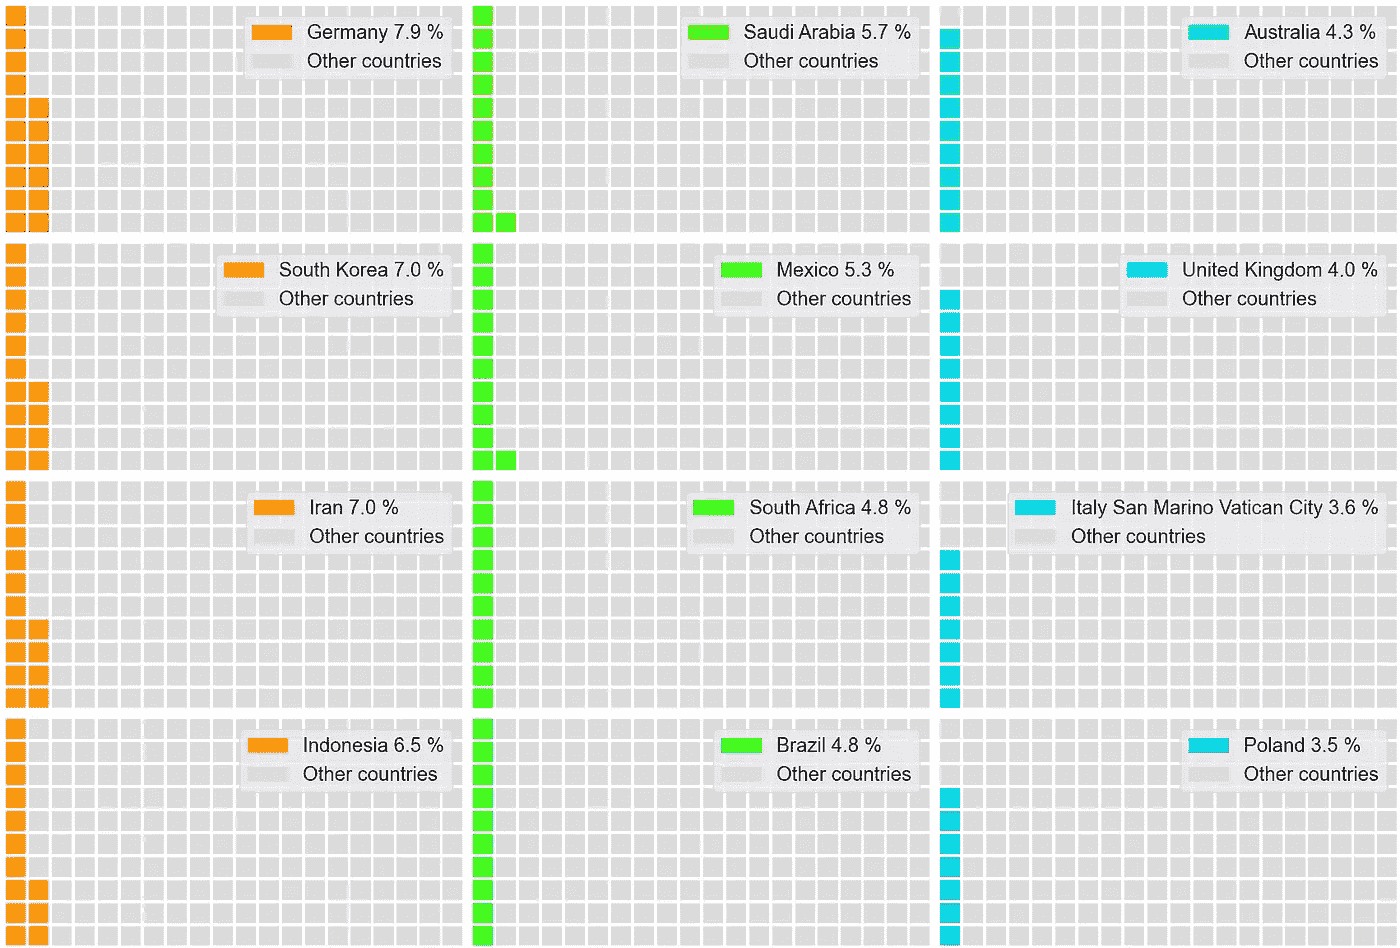 Germany 7.9 %
Other countries
Saudi Arabia 5.7 %
Other countries
Australia 4.3 %
Other countries
South Korea 7.0 %
Other countries
Mexico 5.3 %
Other countries
United Kingdom 4.0 %
Other countries
Iran 7.0 %
Other countries
South Africa 4.8 %
Other countries
Italy San Marino Vatican City 3.6 %
Other countries
Indonesia 6.5 %
Other countries
Brazil 4.8 %
Other countries
Poland 3.5 %
Other countries